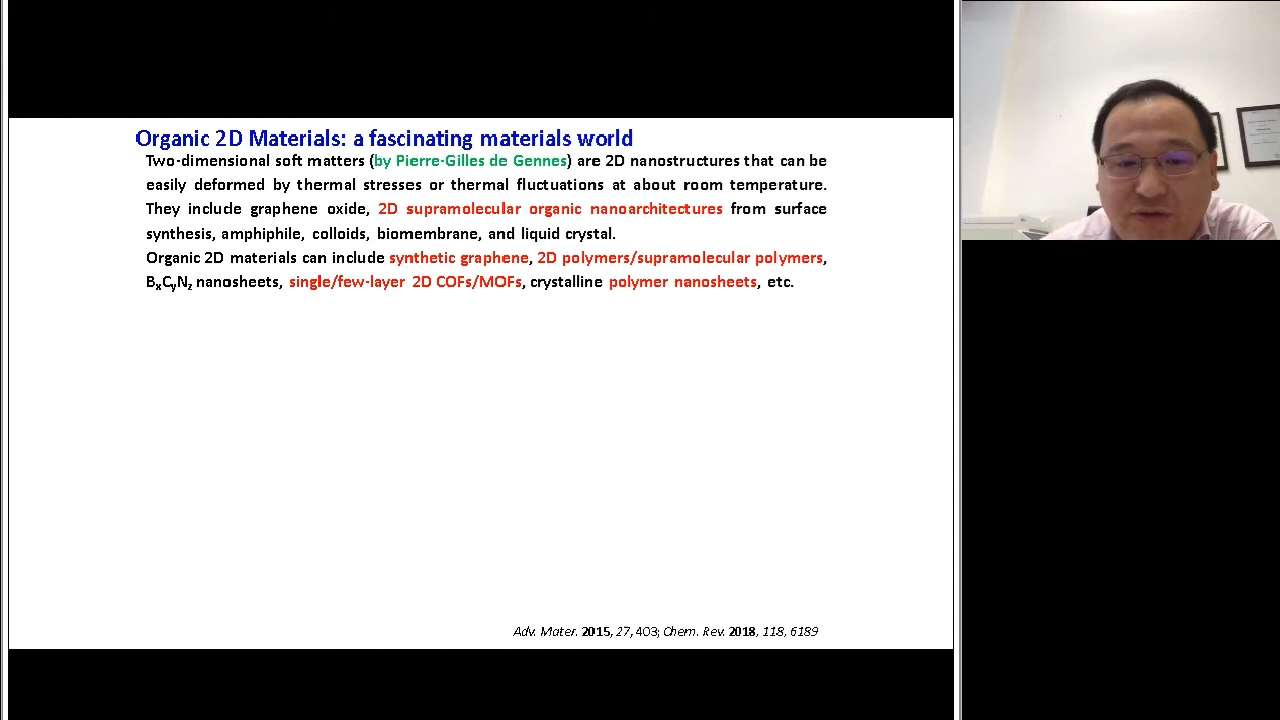 Organic 2D Materials: a fascinating materials world
Two-dimensional soft matters (by Pierre-Gilles de Gennes) are 2D nanostructures that can be
easily deformed by thermal stresses or thermal fluctuations at about room temperature.
They include graphene oxide, 2D supramolecular organic nanoarchitectures from surface
synthesis, amphiphile, colloids, biomembrane, and liquid crystal.
Organic 2D materials can include synthetic graphene, 2D polymers/supramolecular polymers,
BxCyNz nanosheets, single/few-layer 2D COFs/MOFs, crystalline polymer nanosheets, etc.
Adv. Mater. 2015, 27, 403; Chem. Rev. 2018, 118, 6189